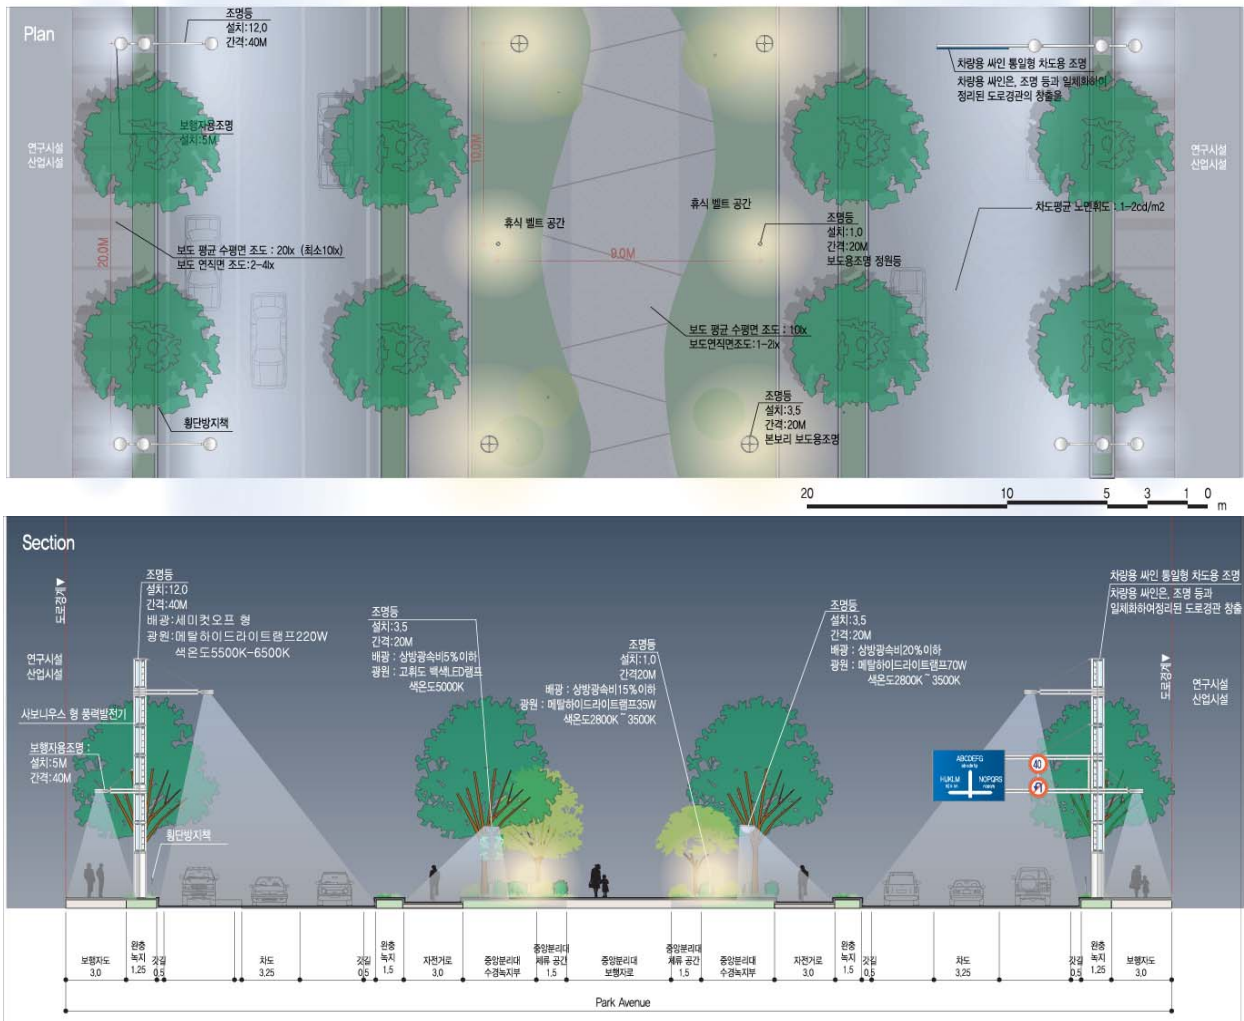 Plan
조명등
설치:12.0
간격:40M
보행자용조명
설치:5M
연구시설
산업시설
20.0M
보도 평균 수평면 조도 : 20lx (최소10lx)
보도 연직면 조도:2-4lx
횡단방지책
10.0M
휴식 벨트 공간
9.0M
휴식 벨트 공간
조명등
설치:1.0
간격:20M
보도용조명 정원등
보도 평균 수평면 조도 : 10lx
보도연직면조도:1-2lx
조명등
설치:3.5
간격:20M
본보리 보도용조명
차량용 싸인 통일형 차도용 조명
차량용 싸인은, 조명 등과 일체화하여
정리된 도로경관의 창출을
차도평균 노면휘도 : 1-2cd/m2
연구시설
산업시설
20 10 5 3 1 0
m
Section
도로경계
연구시설
산업시설
조명등
설치:12.0
간격:40M
배광:세미컷오프 형
광원:메탈하이드라이트램프220W
색온도5500K-6500K
사보니우스 형 풍력발전기
보행자용조명 :
설치:5M
간격:40M
횡단방지책
조명등
설치:3.5
간격:20M
배광 : 상방광속비5%이하
광원 : 고휘도 백색LED램프
색온도5000K
조명등
설치:1.0
간격20M
배광 : 상방광속비15%이하
광원 : 메탈하이드라이트램프35W
색온도2800K~3500K
조명등
설치:3.5
간격:20M
배광 : 상방광속비20%이하
광원 : 메탈하이드라이트램프70W
색온도2800K~3500K
차량용 싸인 통일형 차도용 조명
차량용 싸인은, 조명 등과
일체화하여정리된 도로경관 창출
도로경계
연구시설
산업시설
ABCDEFG
HIJKLM
NOPQRS
40
보행자도
3.0
완충
녹지
1.25
갓길
0.5
차도
3.25
갓길
0.5
완충
녹지
1.5
자전거로
3.0
중앙분리대
수경녹지부
중앙분리대
체류 공간
1.5
중앙분리대
보행자로
중앙분리대
체류 공간
1.5
중앙분리대
수경녹지부
자전거로
3.0
완충
녹지
1.5
갓길
0.5
차도
3.25
갓길
0.5
완충
녹지
1.25
보행자도
3.0
Park Avenue